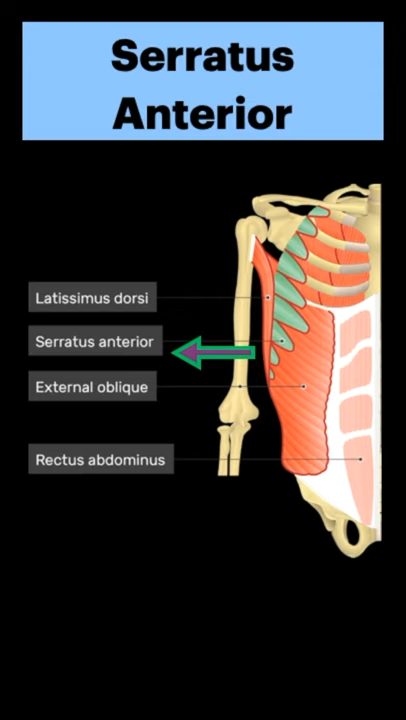 Serratus
Anterior
Latissimus dorsi
Serratus anterior
External oblique
Rectus abdominus